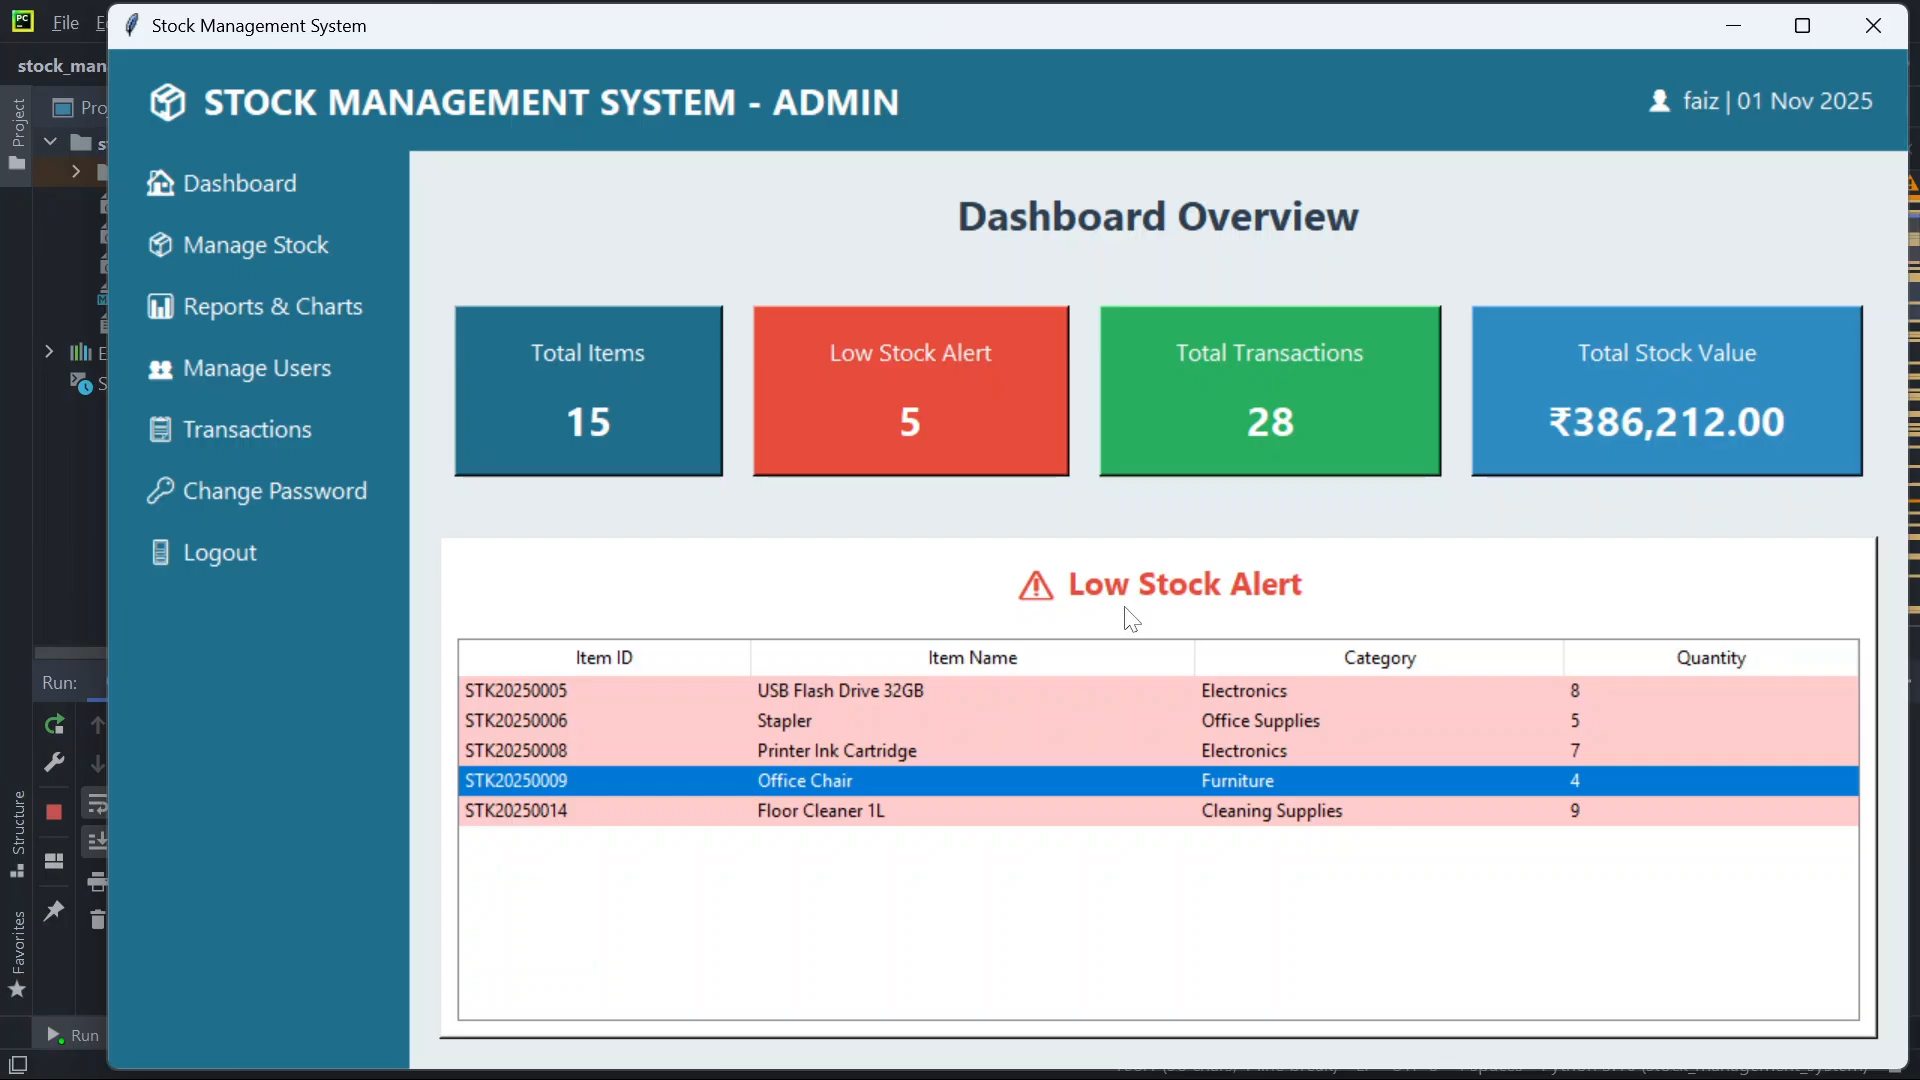 PC File
Stock Management System
stock_man
STOCK MANAGEMENT SYSTEM - ADMIN
faiz | 01 Nov 2025
Project
Dashboard
Manage Stock
Reports & Charts
Manage Users
Transactions
Change Password
Logout
Dashboard Overview
Total Items
15
Low Stock Alert
5
Total Transactions
28
Total Stock Value
₹386,212.00
Low Stock Alert
Item ID Item Name Category Quantity
STK20250005 USB Flash Drive 32GB Electronics 8
STK20250006 Stapler Office Supplies 5
STK20250008 Printer Ink Cartridge Electronics 7
STK20250009 Office Chair Furniture 4
STK20250014 Floor Cleaner 1L Cleaning Supplies 9
Run:
Structure
Favorites
Run